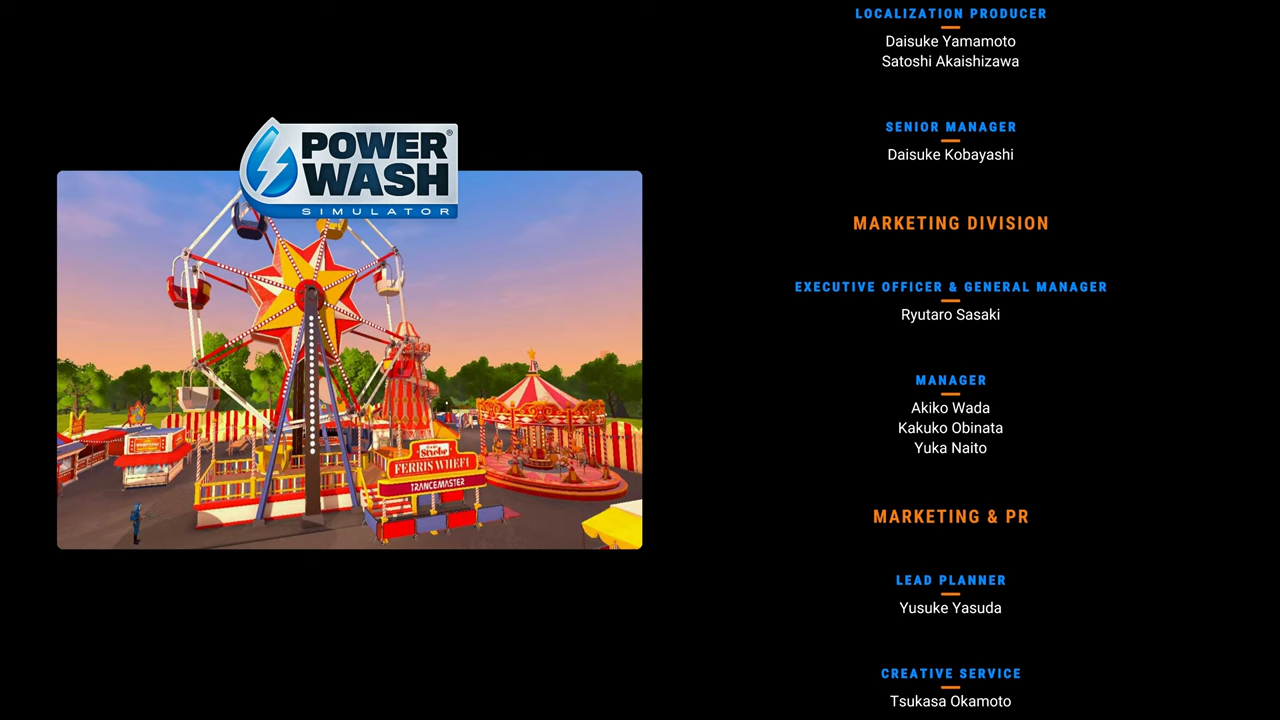 POWER
WASH
SIMULATOR
Strobe
FERRIS WHEEL
TRANCEMASTER
LOCALIZATION PRODUCER
Daisuke Yamamoto
Satoshi Akaishizawa
SENIOR MANAGER
Daisuke Kobayashi
MARKETING DIVISION
EXECUTIVE OFFICER & GENERAL MANAGER
Ryutaro Sasaki
MANAGER
Akiko Wada
Kakuko Obinata
Yuka Naito
MARKETING & PR
LEAD PLANNER
Yusuke Yasuda
CREATIVE SERVICE
Tsukasa Okamoto